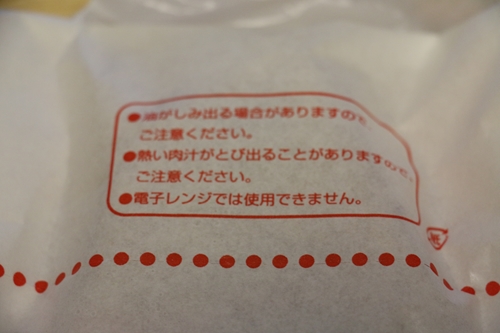 ●油がしみ出る場合がありますので、
ご注意ください。
●熱い肉汁がとび出ることがありますので、
ご注意ください。
●電子レンジでは使用できません。